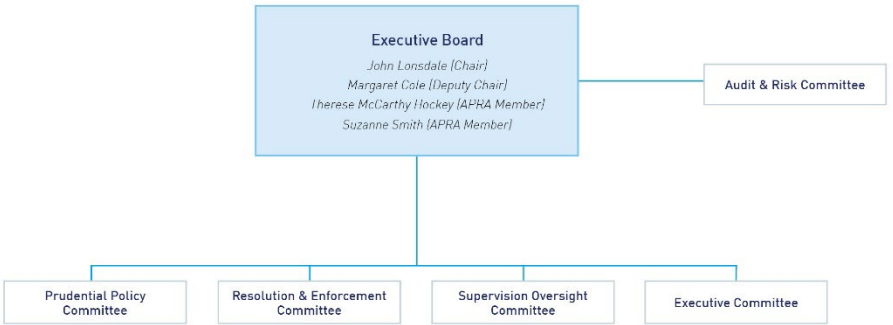 Executive Board
John Lonsdale (Chair)
Margaret Cole (Deputy Chair)
Therese McCarthy Hockey (APRA Member)
Suzanne Smith (APRA Member)
Audit & Risk Committee
Prudential Policy
Committee
Resolution & Enforcement
Committee
Supervision Oversight
Committee
Executive Committee